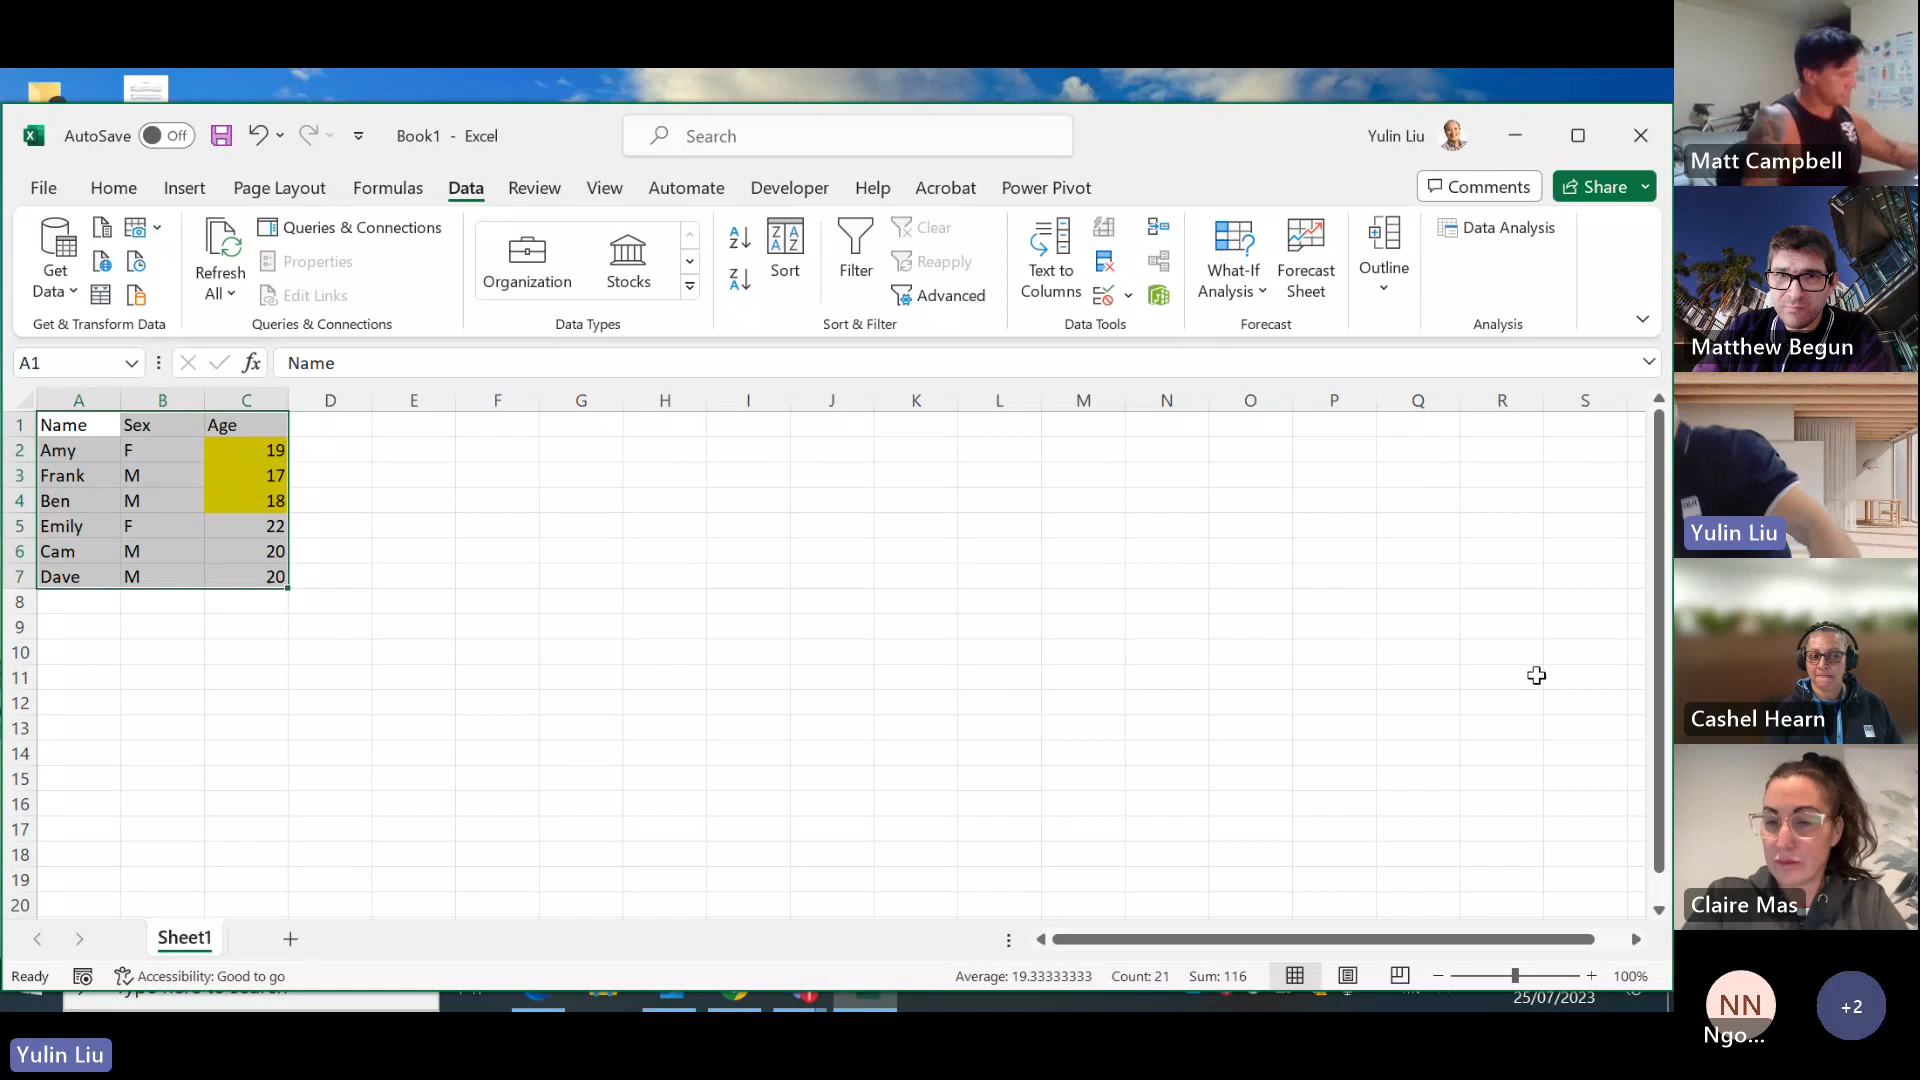 AutoSave Off Book1 - Excel Search Yulin Liu
File Home Insert Page Layout Formulas Data Review View Automate Developer Help Acrobat Power Pivot Comments Share
Get Data
Refresh All
Queries & Connections
Properties
Edit Links
Organization
Stocks
A Z
Z A
Z A A Z
Sort
Filter
Clear
Reapply
Advanced
Text to Columns
What-If Analysis
Forecast Sheet
Outline
Data Analysis
Get & Transform Data
Queries & Connections
Data Types
Sort & Filter
Data Tools
Forecast
Analysis
A1 fx Name
A B C D E F G H I J K L M N O P Q R S
1 Name Sex Age
2 Amy F 19
3 Frank M 17
4 Ben M 18
5 Emily F 22
6 Cam M 20
7 Dave M 20
8
9
10
11
12
13
14
15
16
17
18
19
20
Sheet1
Ready Accessibility: Good to go Average: 19.33333333 Count: 21 Sum: 116 100%
25/07/2023
Yulin Liu
Matt Campbell
Matthew Begun
Yulin Liu
Cashel Hearn
Claire Mas
NN
Ngo...
+2